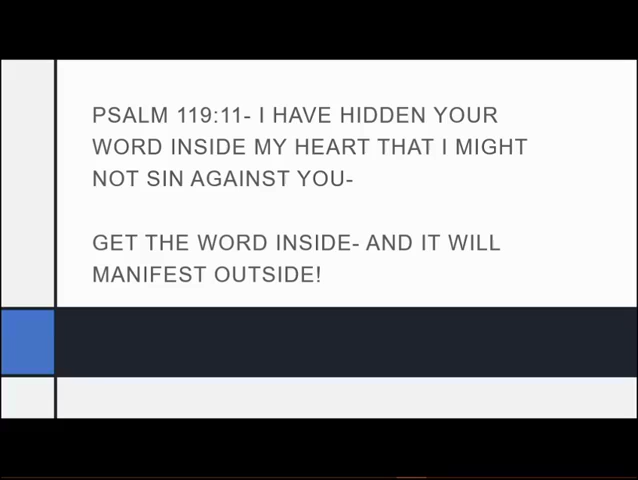 PSALM 119:11- I HAVE HIDDEN YOUR
WORD INSIDE MY HEART THAT I MIGHT
NOT SIN AGAINST YOU-
GET THE WORD INSIDE- AND IT WILL
MANIFEST OUTSIDE!